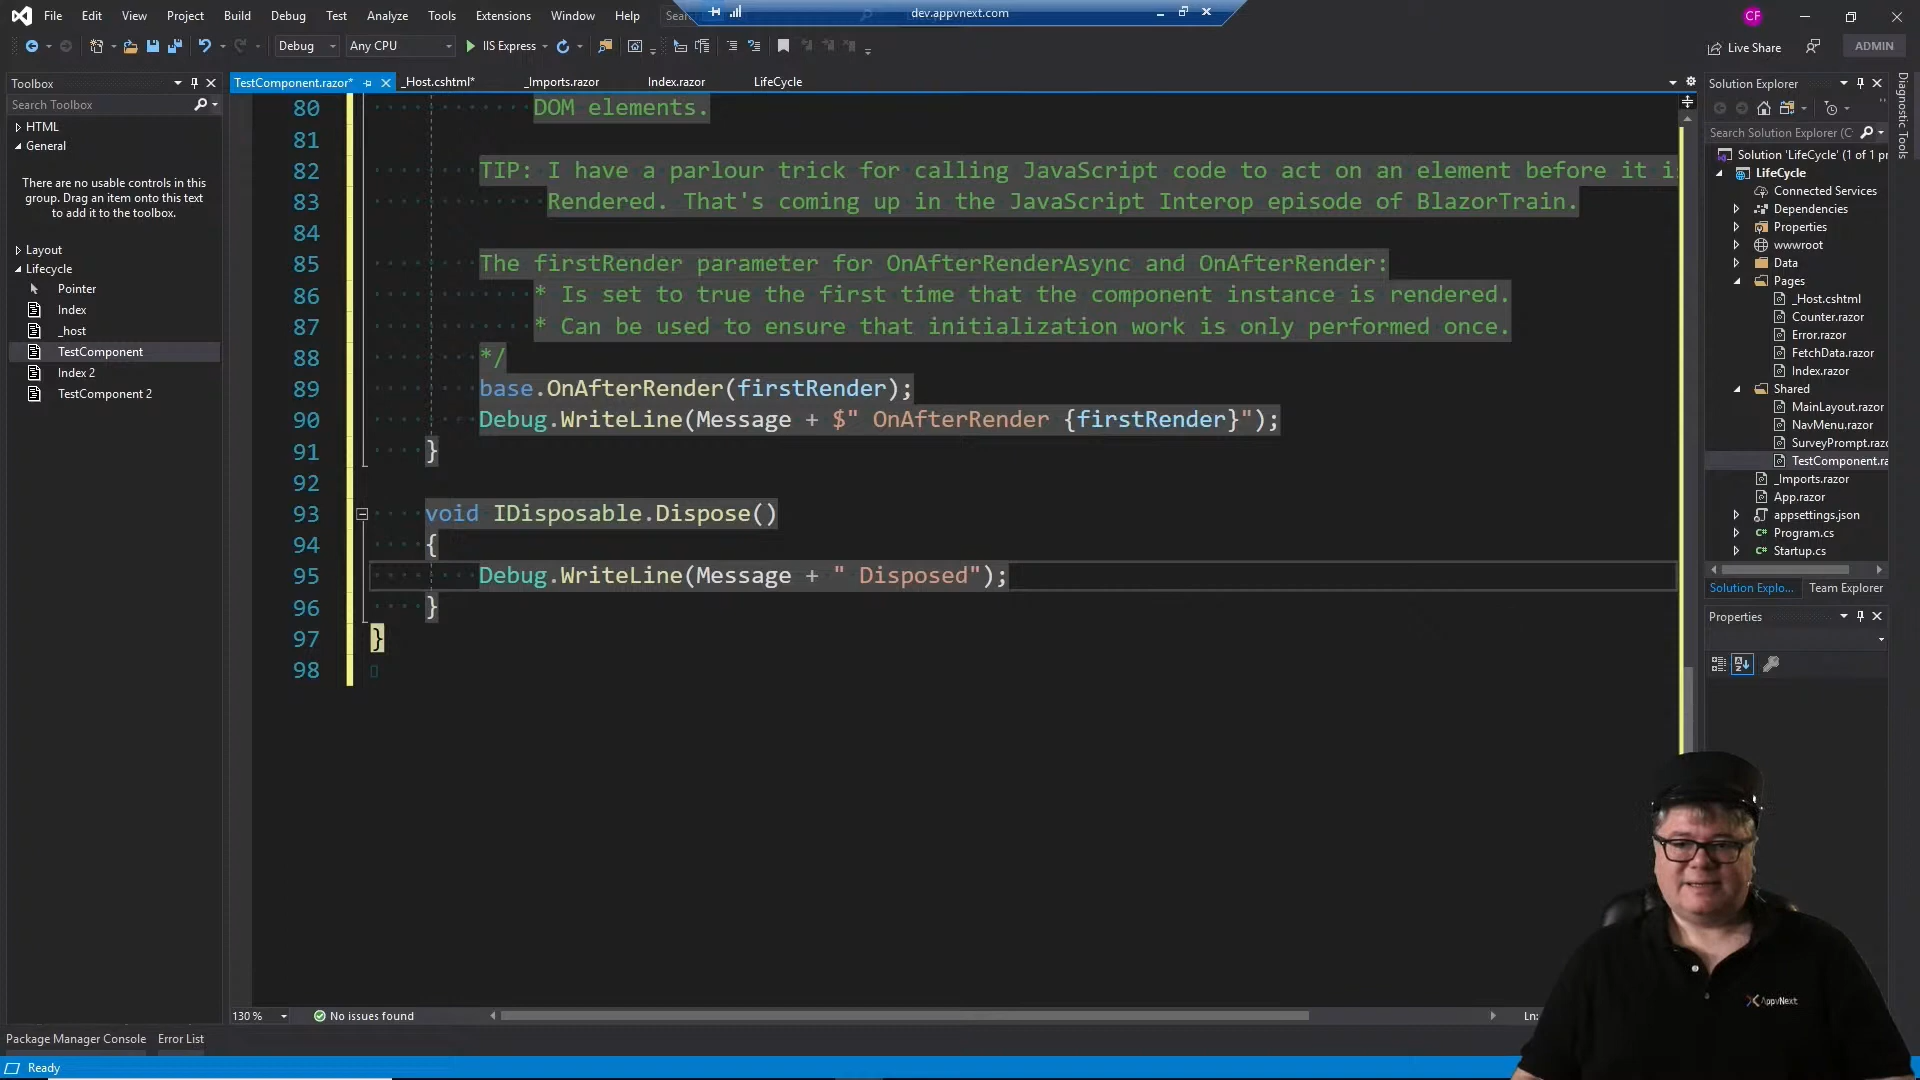 File Edit View Project Build Debug Test Analyze Tools Extensions Window Help
dev.appvnext.com
CF
Debug Any CPU IIS Express
Live Share
ADMIN
Toolbox
Search Toolbox
HTML
General
There are no usable controls in this
group. Drag an item onto this text
to add it to the toolbox.
Layout
Lifecycle
Pointer
Index
_host
TestComponent
Index 2
TestComponent 2
TestComponent.razor* _Host.cshtml* _Imports.razor Index.razor LifeCycle
80 DOM elements.
81
82 TIP: I have a parlour trick for calling JavaScript code to act on an element before it i
83 Rendered. That's coming up in the JavaScript Interop episode of BlazorTrain.
84
85 The firstRender parameter for OnAfterRenderAsync and OnAfterRender:
86 * Is set to true the first time that the component instance is rendered.
87 * Can be used to ensure that initialization work is only performed once.
88 */
89 base.OnAfterRender(firstRender);
90 Debug.WriteLine(Message + $" OnAfterRender {firstRender}");
91 }
92
93 void IDisposable.Dispose()
94 {
95 Debug.WriteLine(Message + " Disposed");
96 }
97 }
98
130 % No issues found
Ln:
Solution Explorer
Search Solution Explorer (C
Solution 'LifeCycle' (1 of 1 pr
LifeCycle
Connected Services
Dependencies
Properties
wwwroot
Data
Pages
_Host.cshtml
Counter.razor
Error.razor
FetchData.razor
Index.razor
Shared
MainLayout.razor
NavMenu.razor
SurveyPrompt.razo
TestComponent.ra
_Imports.razor
App.razor
appsettings.json
Program.cs
Startup.cs
Solution Explo... Team Explorer
Properties
Diagnostic Tools
AppvNext
Package Manager Console Error List
Ready